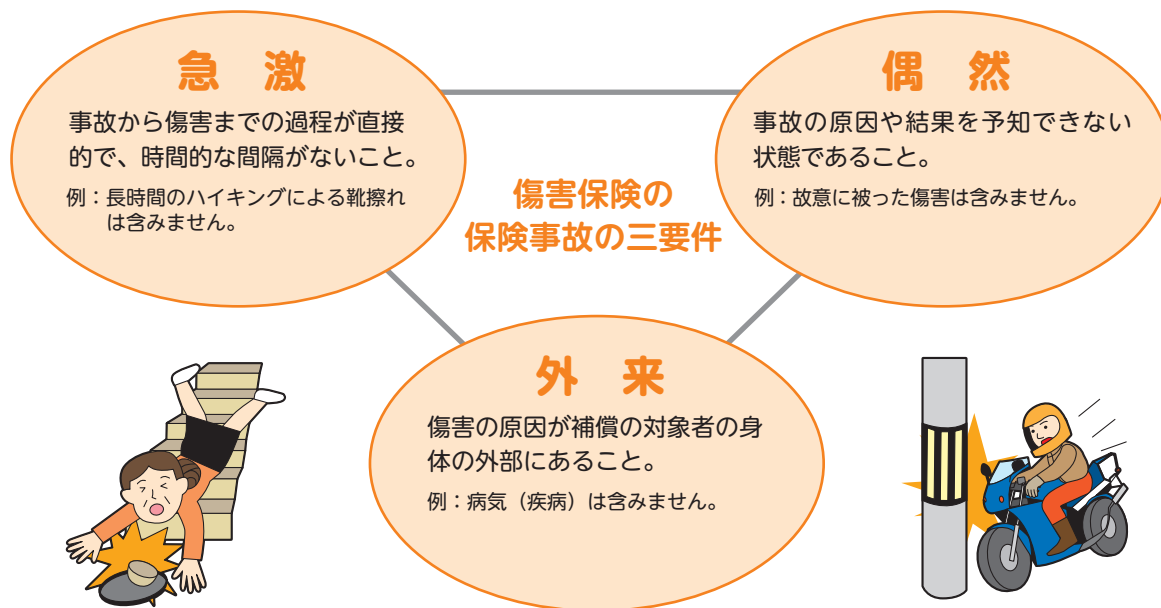 急 激
事故から傷害までの過程が直接
的で、時間的な間隔がないこと。
例：長時間のハイキングによる靴擦れ
は含みません。
偶 然
事故の原因や結果を予知できない
状態であること。
例：故意に被った傷害は含みません。
傷害保険の
保険事故の三要件
外 来
傷害の原因が補償の対象者の身
体の外部にあること。
例：病気（疾病）は含みません。